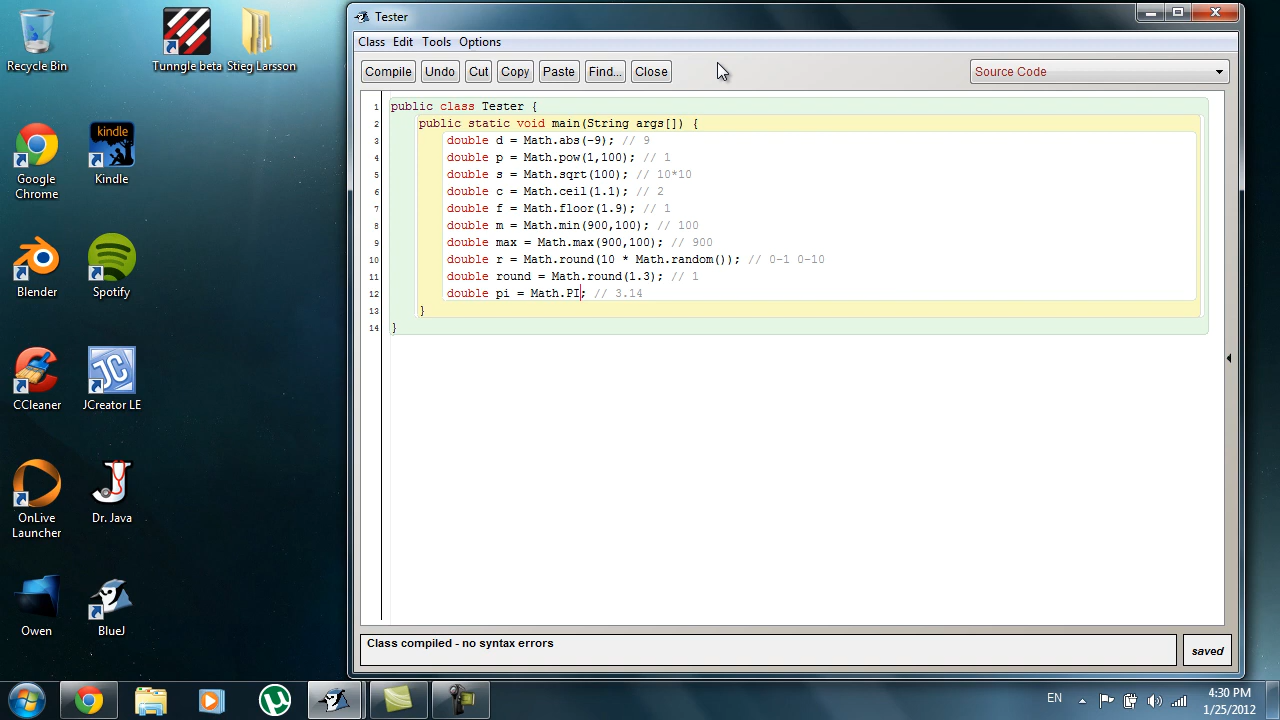 Recycle Bin
Tunngle beta
Stieg Larsson
Google
Chrome
kindle
Kindle
Blender
Spotify
CCleaner
JC
JCreator LE
OnLive
Launcher
J
Dr. Java
Owen
BlueJ
Tester
Class Edit Tools Options
Compile Undo Cut Copy Paste Find... Close Source Code
1 public class Tester {
2 public static void main(String args[]) {
3 double d = Math.abs(-9); // 9
4 double p = Math.pow(1,100); // 1
5 double s = Math.sqrt(100); // 10*10
6 double c = Math.ceil(1.1); // 2
7 double f = Math.floor(1.9); // 1
8 double m = Math.min(900,100); // 100
9 double max = Math.max(900,100); // 900
10 double r = Math.round(10 * Math.random()); // 0-1 0-10
11 double round = Math.round(1.3); // 1
12 double pi = Math.PI; // 3.14
13 }
14 }
Class compiled - no syntax errors
saved
EN
4:30 PM
1/25/2012